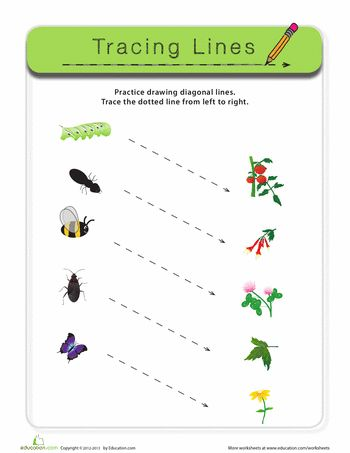 Tracing Lines
Practice drawing diagonal lines.
Trace the dotted line from left to right.
education.com Copyright © 2012-2013 by Education.com
More worksheets at www.education.com/worksheets